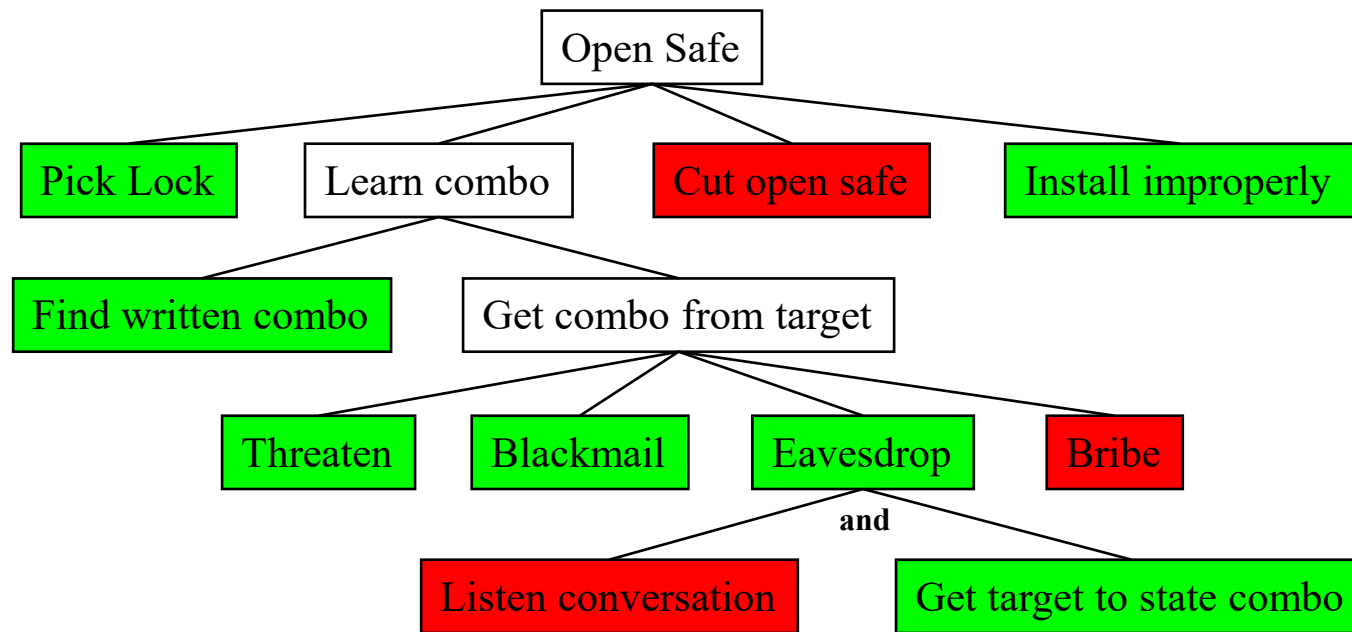 Open Safe
Pick Lock
Learn combo
Cut open safe
Install improperly
Find written combo
Get combo from target
Threaten
Blackmail
Eavesdrop
Bribe
and
Listen conversation
Get target to state combo